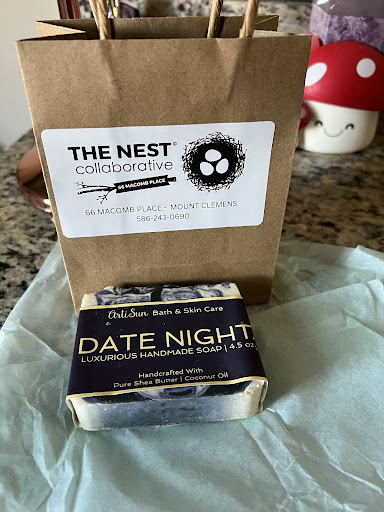 THE NEST©
collaborative
66 MACOMB PLACE
66 MACOMB PLACE - MOUNT CLEMENS
586-243-0690
ArtiSun Bath & Skin Care
DATE NIGHT
LUXURIOUS HANDMADE SOAP | 4.5 oz.
Handcrafted With
Pure Shea Butter | Coconut Oil